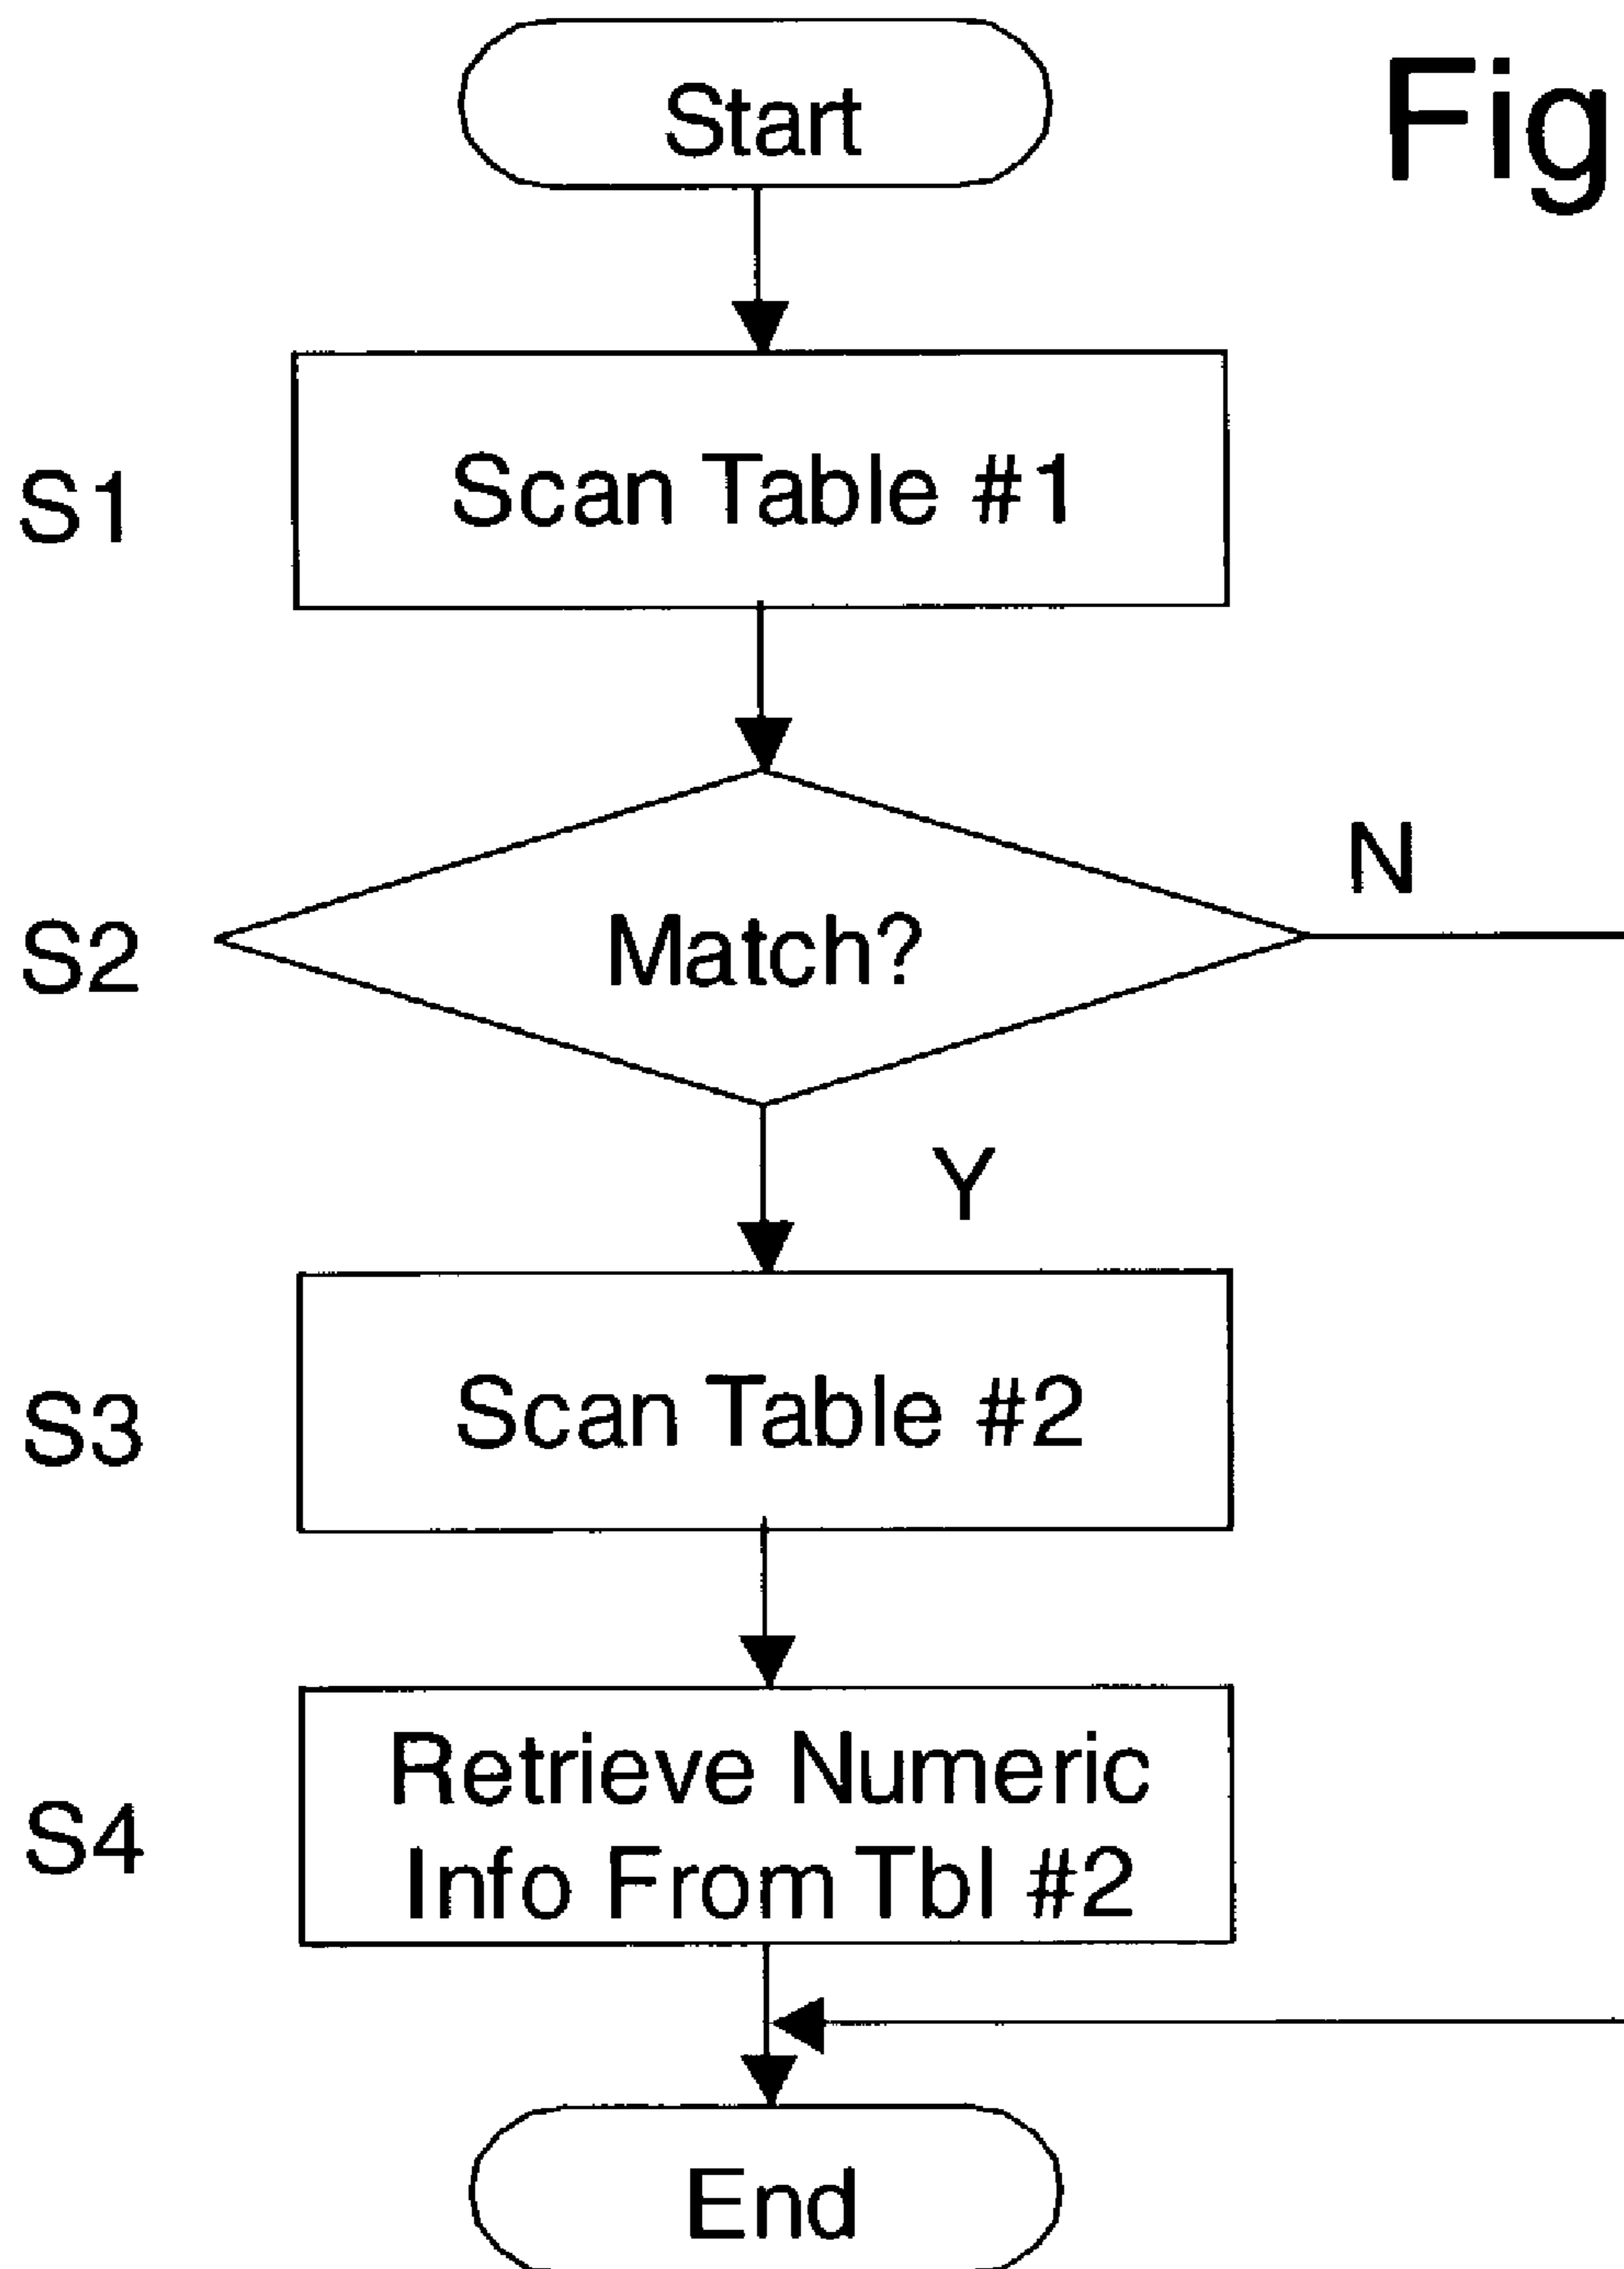 Start
Fig
S1
Scan Table #1
N
S2
Match?
Y
S3
Scan Table #2
S4
Retrieve Numeric
Info From Tbl #2
End